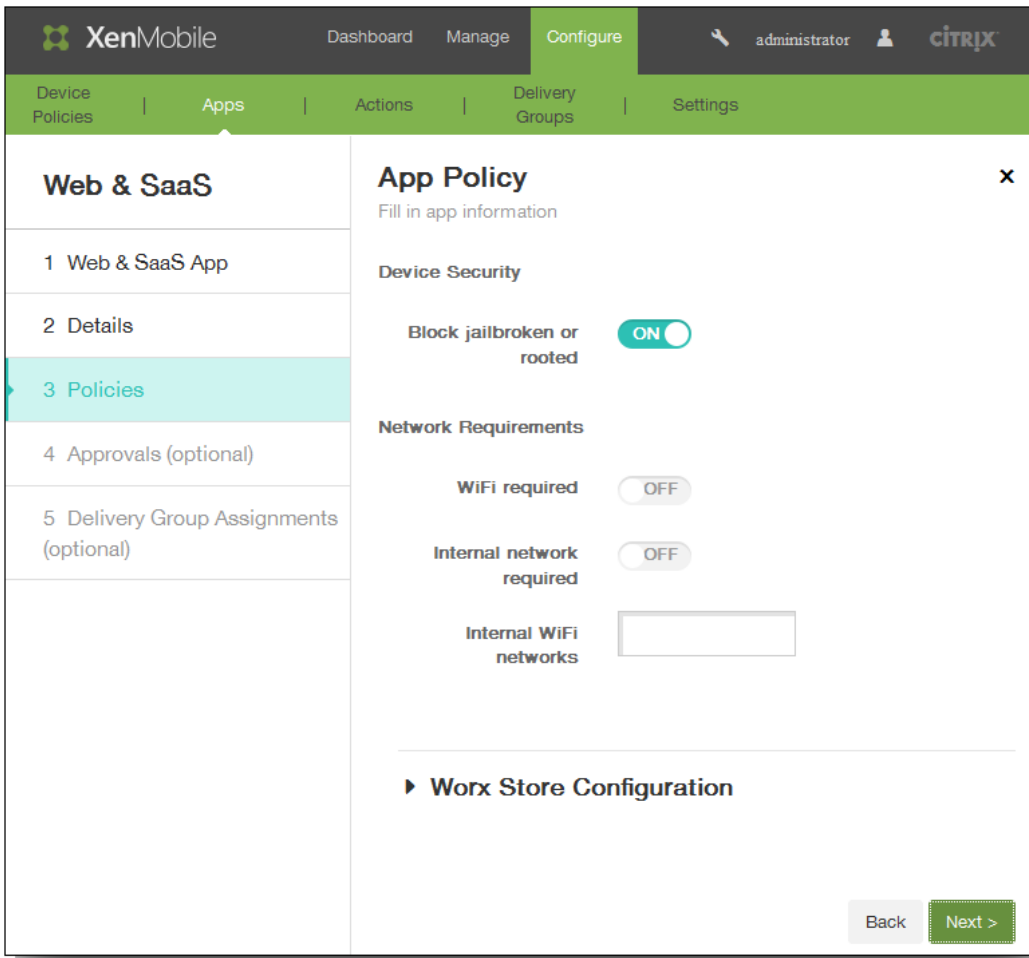 XenMobile
Dashboard
Manage
Configure
administrator
CİTRIX
Device
Policies
|
Apps
|
Actions
|
Delivery
Groups
|
Settings
Web & SaaS
1 Web & SaaS App
2 Details
3 Policies
4 Approvals (optional)
5 Delivery Group Assignments
(optional)
App Policy
x
Fill in app information
Device Security
Block jailbroken or
rooted
ON
Network Requirements
WiFi required
OFF
Internal network
required
OFF
Internal WiFi
networks
Worx Store Configuration
Back
Next >